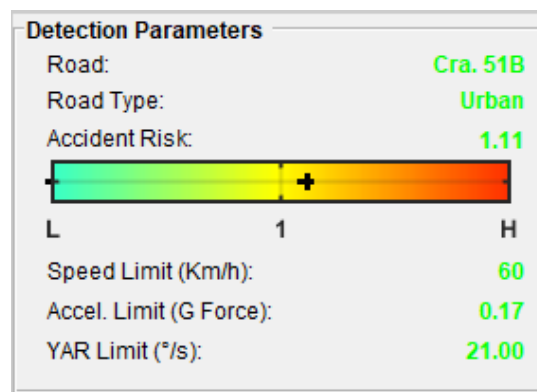 Detection Parameters
Road: Cra. 51B
Road Type: Urban
Accident Risk: 1.11
L 1 H
Speed Limit (Km/h): 60
Accel. Limit (G Force): 0.17
YAR Limit (°/s): 21.00